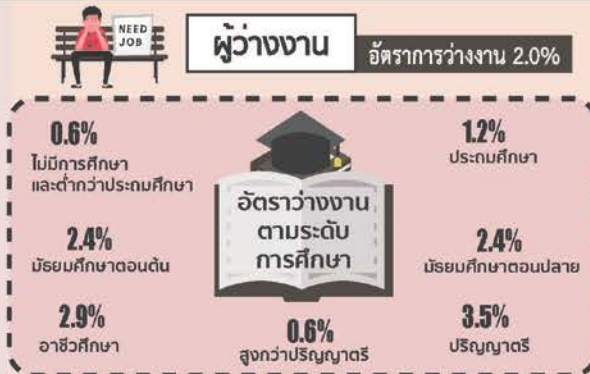 NEED
JOB
ผู้ว่างงาน
อัตราการว่างงาน 2.0%
0.6%
ไม่มีการศึกษา
และต่ำกว่าประถมศึกษา
1.2%
ประถมศึกษา
อัตราว่างงาน
ตามระดับ
การศึกษา
2.4%
มัธยมศึกษาตอนต้น
2.4%
มัธยมศึกษาตอนปลาย
2.9%
อาชีวศึกษา
0.6%
สูงกว่าปริญญาตรี
3.5%
ปริญญาตรี